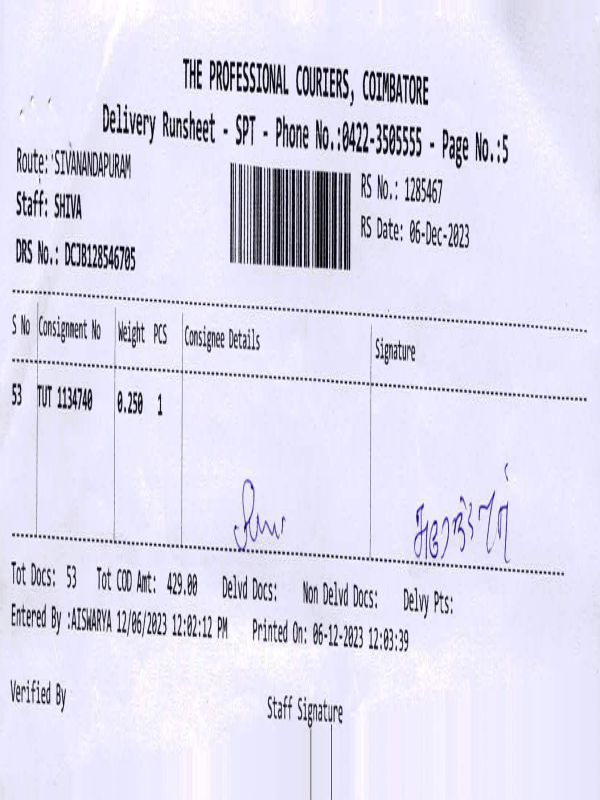 THE PROFESSIONAL COURIERS, COIMBATORE
Delivery Runsheet - SPT - Phone No.:0422-3505555 - Page No.:5
Route: SIVANANDAPURAM
RS No.: 1285467
Staff: SHIVA
RS Date: 06-Dec-2023
DRS No.: DCJB128546705
S No Consignment No Weight PCS Consignee Details Signature
53 TUT 1134740 0.250 1
Tot Docs: 53 Tot COD Amt: 429.00 Delvd Docs: Non Delvd Docs: Delvy Pts:
Entered By :AISWARYA 12/06/2023 12:02:12 PM Printed On: 06-12-2023 12:03:39
Verified By Staff Signature